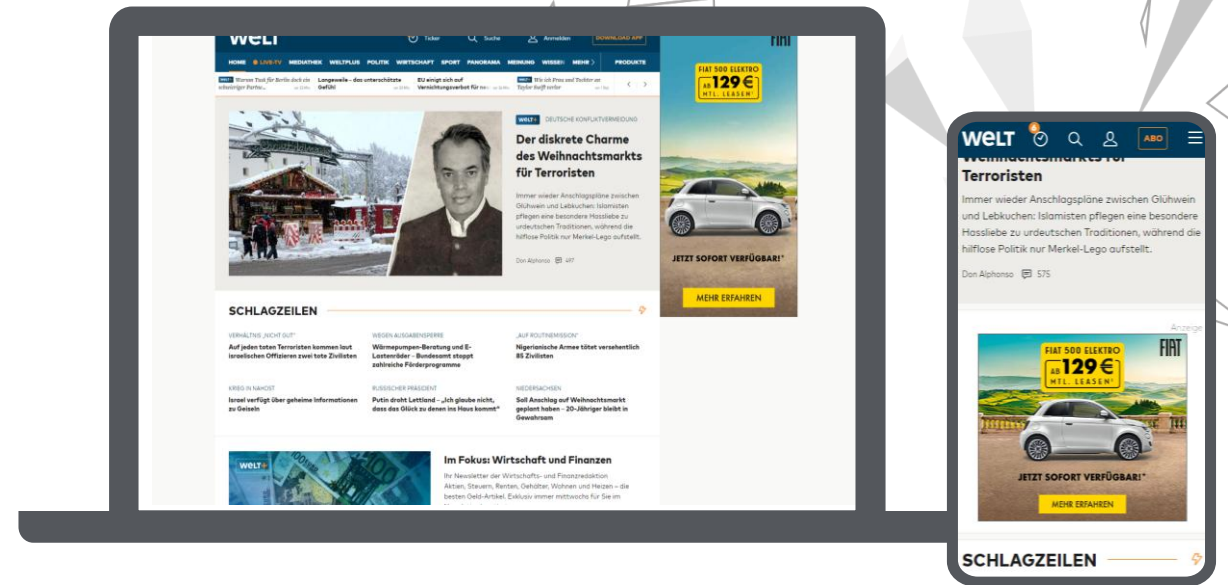 WELT
Ticker
Suche
Anmelden
DOWNLOAD APP
HOME
LIVE-TV
MEDIATHEK
WELTPLUS
POLITIK
WIRTSCHAFT
SPORT
PANORAMA
MEINUNG
WISSEN
MEHR
PRODUKTE
Langeweile – das unterschätzte
Gefühl
EU einigt sich auf
Vernichtungsverbot für
Taylor Swift verlor
WELT+ DEUTSCHE KONFLIKTVERMEIDUNG
Der diskrete Charme
des Weihnachtsmarkts
für Terroristen
Immer wieder Anschlagspläne zwischen
Glühwein und Lebkuchen: Islamisten
pflegen eine besondere Hassliebe zu
urdeutschen Traditionen, während die
hilflose Politik nur Merkel-Lego aufstellt.
Don Alphonso 497
FIAT
FIAT 500 ELEKTRO
AB 129 €
MTL. LEASEN¹
JETZT SOFORT VERFÜGBAR!*
MEHR ERFAHREN
SCHLAGZEILEN
VERHÄLTNIS „NICHT GUT"
Auf jeden toten Terroristen kommen laut
israelischen Offizieren zwei tote Zivilisten
WEGEN AUSGABENSPERRE
Wärmepumpen-Beratung und E-
Lastenräder – Bundesamt stoppt
zahlreiche Förderprogramme
„AUF ROUTINEMISSION"
Nigerianische Armee tötet versehentlich
85 Zivilisten
KRIEG IN NAHOST
Israel verfügt über geheime Informationen
zu Geiseln
RUSSISCHER PRÄSIDENT
Putin droht Lettland – „Ich glaube nicht,
dass das Glück zu denen ins Haus kommt"
NIEDERSACHSEN
Soll Anschlag auf Weihnachtsmarkt
geplant haben – 20-Jähriger bleibt in
Gewahrsam
WELT+
Im Fokus: Wirtschaft und Finanzen
Ihr Newsletter der Wirtschafts- und Finanzredaktion
Aktien, Steuern, Renten, Gehälter, Wohnen und Heizen – die
besten Geld-Artikel. Exklusiv immer mittwochs für Sie im
WELT
6
ABO
Weihnachtsmarkts für
Terroristen
Immer wieder Anschlagspläne zwischen Glühwein
und Lebkuchen: Islamisten pflegen eine besondere
Hassliebe zu urdeutschen Traditionen, während die
hilflose Politik nur Merkel-Lego aufstellt.
Don Alphonso 575
Anzeige
FIAT
FIAT 500 ELEKTRO
AB 129 €
MTL. LEASEN¹
JETZT SOFORT VERFÜGBAR!*
MEHR ERFAHREN
SCHLAGZEILEN